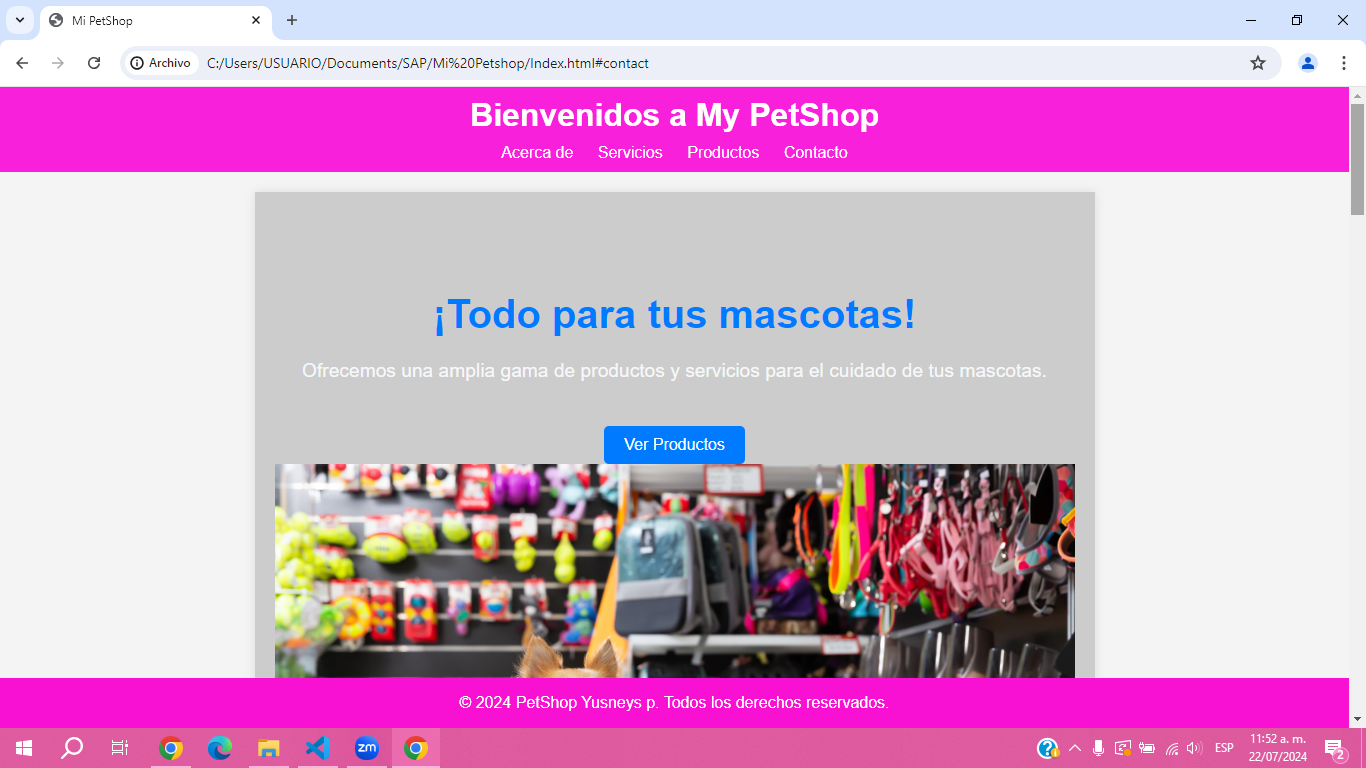 Mi PetShop
Archivo
C:/Users/USUARIO/Documents/SAP/Mi%20Petshop/Index.html#contact
Bienvenidos a My PetShop
Acerca de Servicios Productos Contacto
¡Todo para tus mascotas!
Ofrecemos una amplia gama de productos y servicios para el cuidado de tus mascotas.
Ver Productos
© 2024 PetShop Yusneys p. Todos los derechos reservados.
zm
ESP
11:52 a. m.
22/07/2024
2